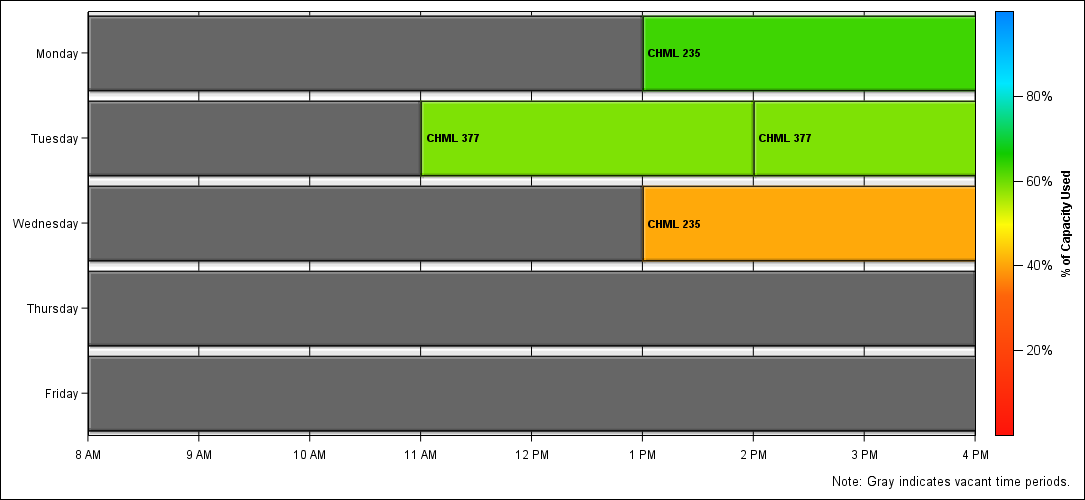 Monday
CHML 235
Tuesday
CHML 377
CHML 377
Wednesday
CHML 235
Thursday
Friday
8 AM 9 AM 10 AM 11 AM 12 PM 1 PM 2 PM 3 PM 4 PM
80%
60%
40%
20%
% of Capacity Used
Note: Gray indicates vacant time periods.